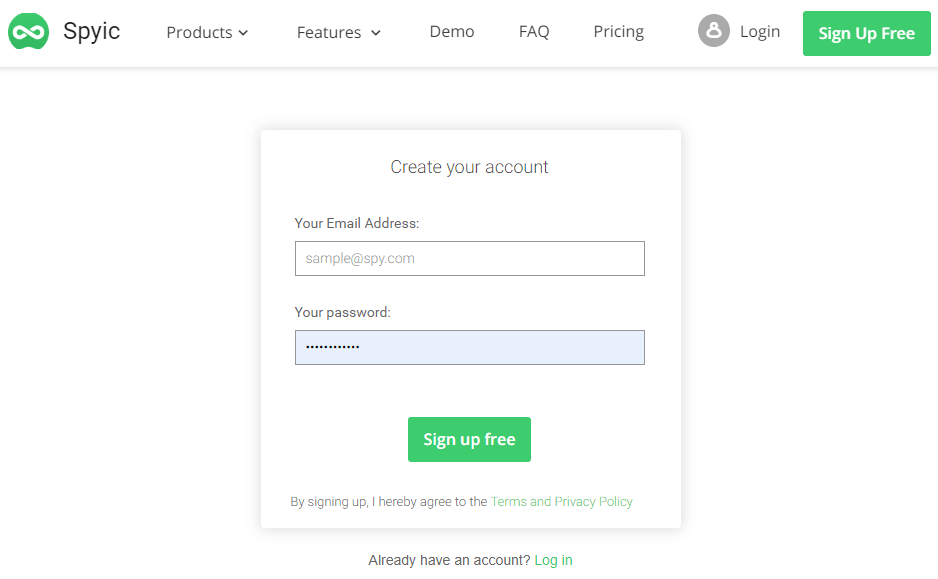 Spyic Products Features Demo FAQ Pricing Login Sign Up Free
Create your account
Your Email Address:
sample@spy.com
Your password:
••••••••••••
Sign up free
By signing up, I hereby agree to the Terms and Privacy Policy
Already have an account? Log in